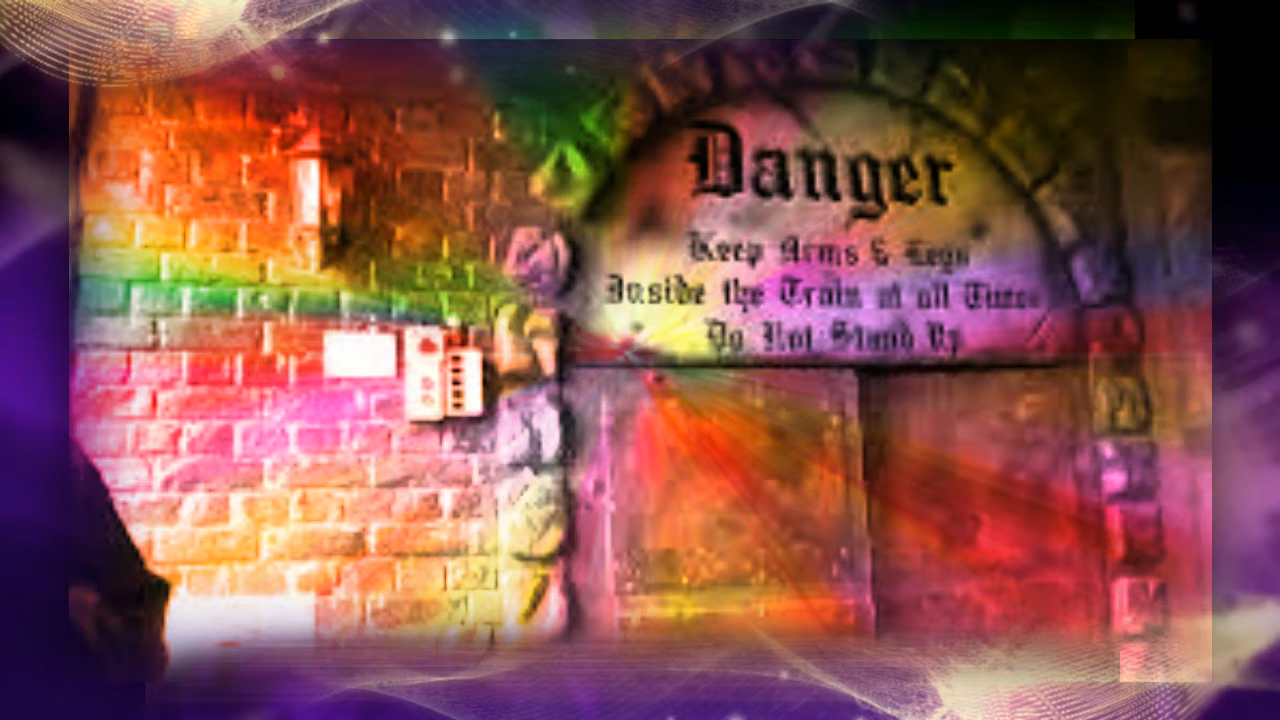 Danger
Keep Arms & Legs
Inside the Train at all Times
Do Not Stand Up